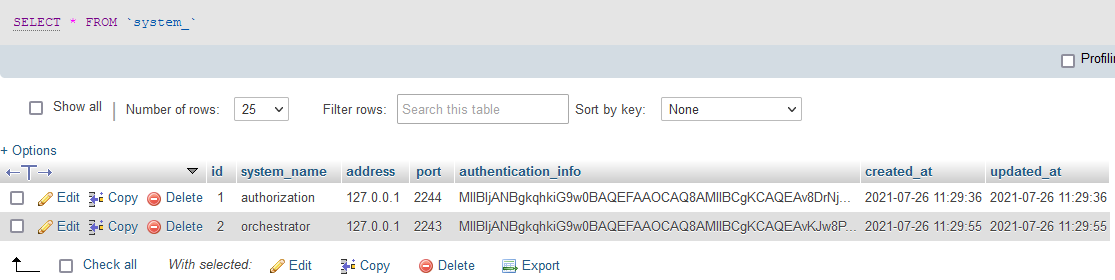 SELECT * FROM `system_`
Profili
Show all Number of rows: 25 Filter rows: Search this table Sort by key: None
+ Options
←T→ id system_name address port authentication_info created_at updated_at
Edit Copy Delete 1 authorization 127.0.0.1 2244 MIIBIjANBgkqhkiG9w0BAQEFAAOCAQ8AMIIBCgKCAQEAv8DrNj... 2021-07-26 11:29:36 2021-07-26 11:29:36
Edit Copy Delete 2 orchestrator 127.0.0.1 2243 MIIBIjANBgkqhkiG9w0BAQEFAAOCAQ8AMIIBCgKCAQEAvKJw8P... 2021-07-26 11:29:55 2021-07-26 11:29:55
Check all With selected: Edit Copy Delete Export